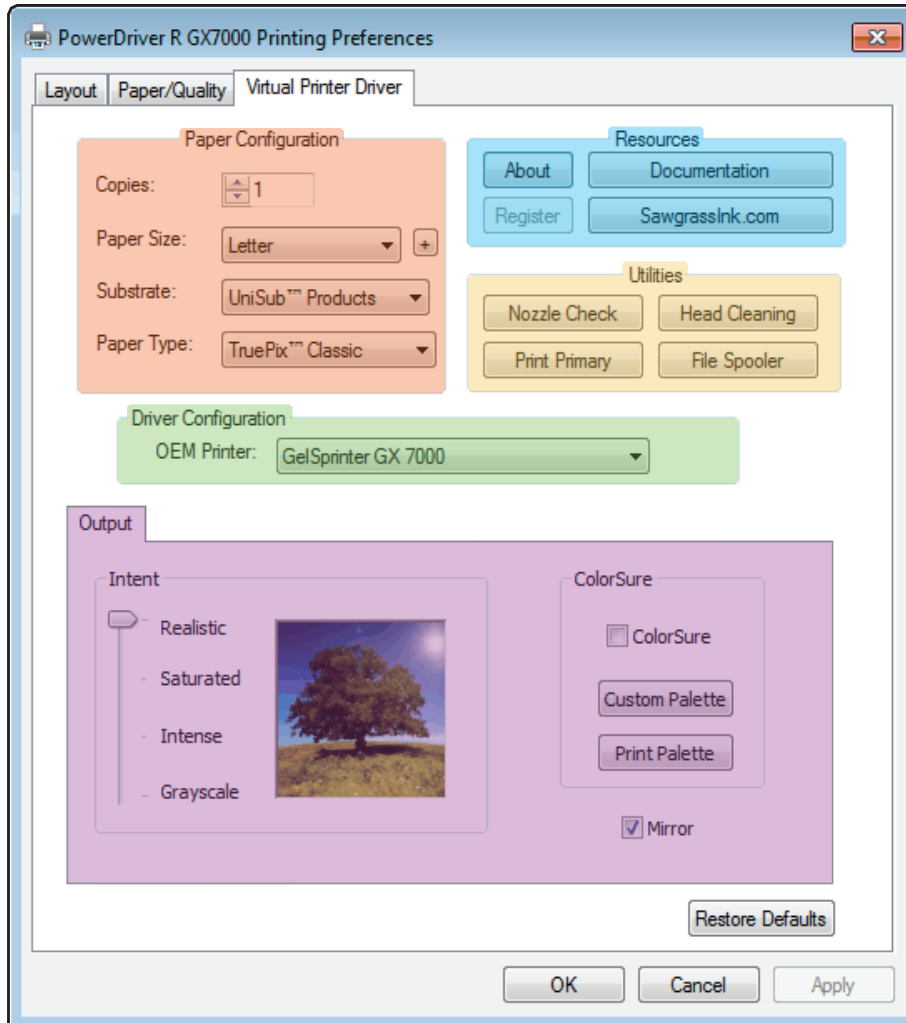 PowerDriver R GX7000 Printing Preferences
Layout Paper/Quality Virtual Printer Driver
Paper Configuration
Copies: 1
Paper Size: Letter +
Substrate: UniSub™ Products
Paper Type: TruePix™ Classic
Resources
About Documentation
Register SawgrassInk.com
Utilities
Nozzle Check Head Cleaning
Print Primary File Spooler
Driver Configuration
OEM Printer: GelSprinter GX 7000
Output
Intent
Realistic
Saturated
Intense
Grayscale
ColorSure
ColorSure
Custom Palette
Print Palette
Mirror
Restore Defaults
OK Cancel Apply